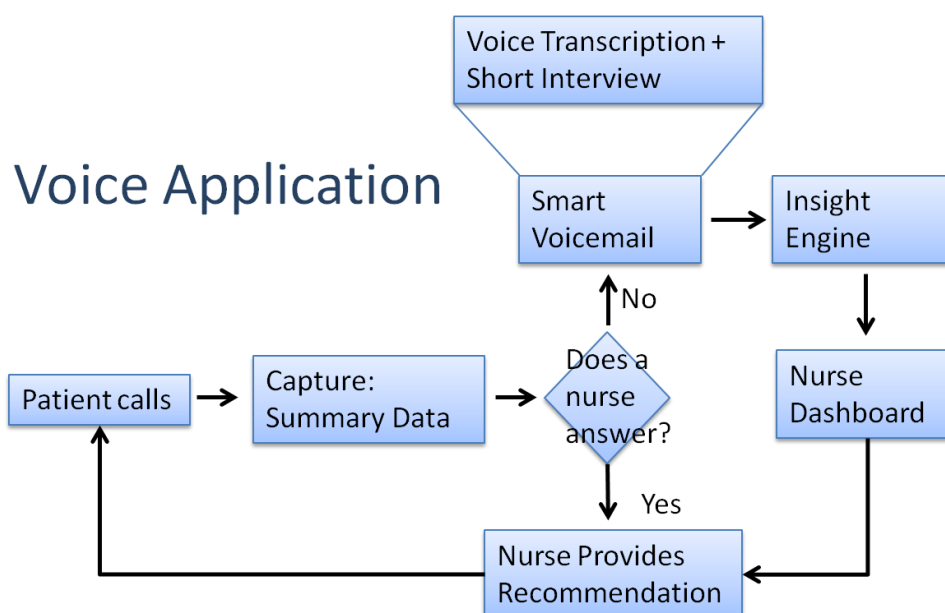 Voice Transcription +
Short Interview
Voice Application
Smart
Voicemail
Insight
Engine
No
Patient calls
Capture:
Summary Data
Does a
nurse
answer?
Nurse
Dashboard
Yes
Nurse Provides
Recommendation